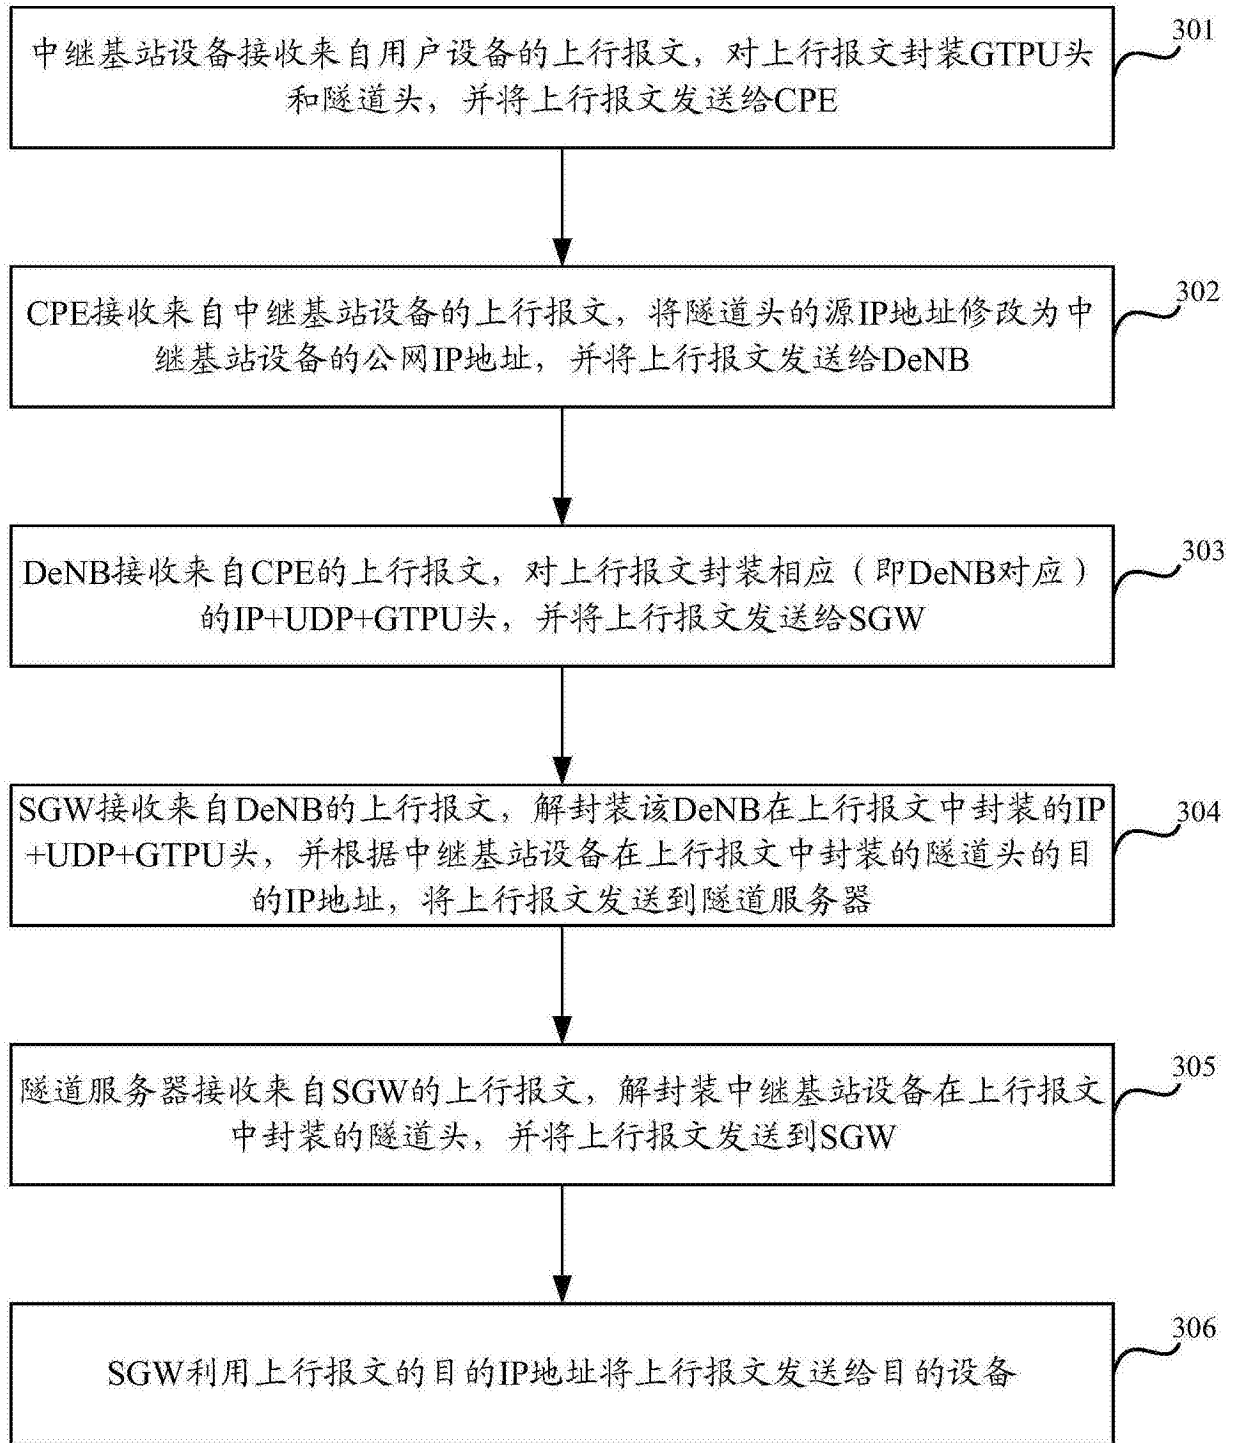 中继基站设备接收来自用户设备的上行报文，对上行报文封装GTPU头
和隧道头，并将上行报文发送给CPE
301
CPE接收来自中继基站设备的上行报文，将隧道头的源IP地址修改为中
继基站设备的公网IP地址，并将上行报文发送给DeNB
302
DeNB接收来自CPE的上行报文，对上行报文封装相应（即DeNB对应）
的IP+UDP+GTPU头，并将上行报文发送给SGW
303
SGW接收来自DeNB的上行报文，解封装该DeNB在上行报文中封装的IP
+UDP+GTPU头，并根据中继基站设备在上行报文中封装的隧道头的目
的IP地址，将上行报文发送到隧道服务器
304
隧道服务器接收来自SGW的上行报文，解封装中继基站设备在上行报文
中封装的隧道头，并将上行报文发送到SGW
305
SGW利用上行报文的目的IP地址将上行报文发送给目的设备
306